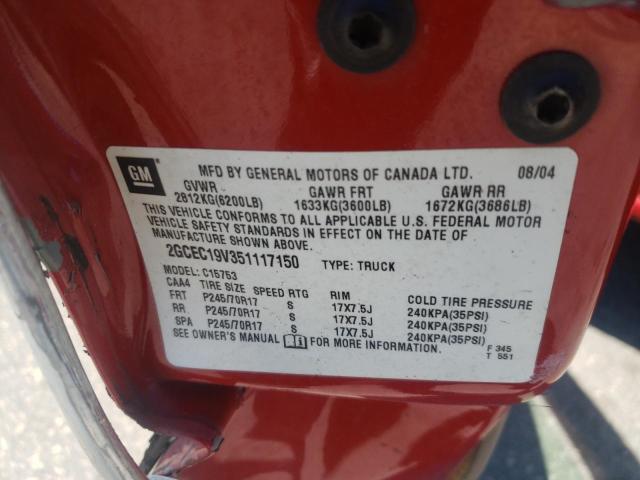 GM
MFD BY GENERAL MOTORS OF CANADA LTD. 08/04
GVWR GAWR FRT GAWR RR
2812KG(6200LB) 1633KG(3600LB) 1672KG(3686LB)
THIS VEHICLE CONFORMS TO ALL APPLICABLE U.S. FEDERAL MOTOR
VEHICLE SAFETY STANDARDS IN EFFECT ON THE DATE OF
MANUFACTURE SHOWN ABOVE.
2GCEC19V351117150 TYPE: TRUCK
MODEL: C15753
CAA4 TIRE SIZE SPEED RTG RIM COLD TIRE PRESSURE
FRT P245/70R17 S 17X7.5J 240KPA(35PSI)
RR P245/70R17 S 17X7.5J 240KPA(35PSI)
SPA P245/70R17 S 17X7.5J 240KPA(35PSI)
SEE OWNER'S MANUAL FOR MORE INFORMATION. F 345
T 551